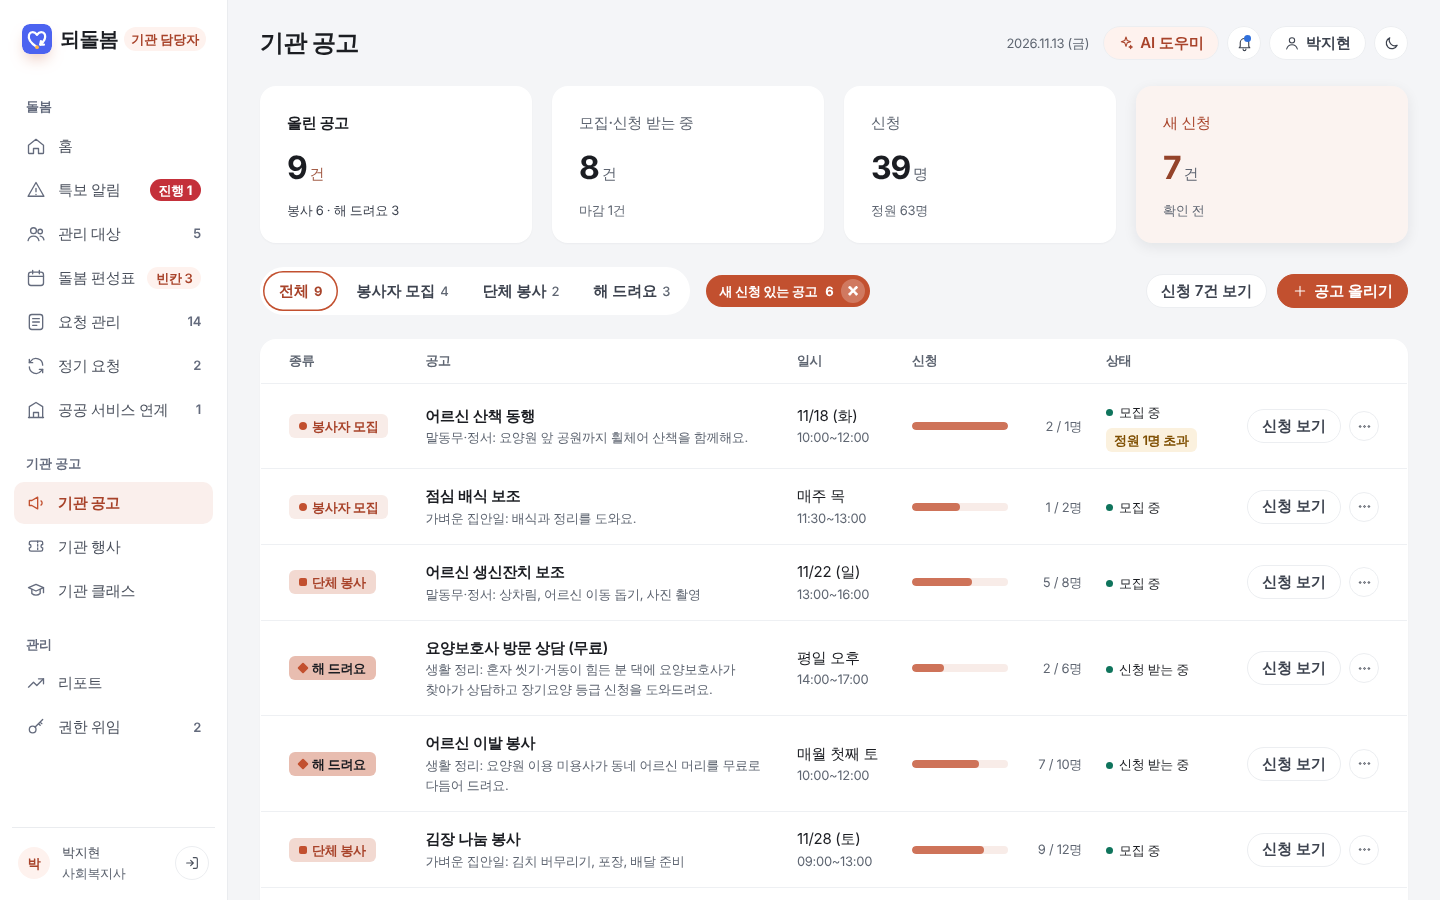 되돌봄 기관 담당자
돌봄
홈
특보 알림 진행 1
관리 대상 5
돌봄 편성표 빈칸 3
요청 관리 14
정기 요청 2
공공 서비스 연계 1
기관 공고
기관 공고
기관 행사
기관 클래스
관리
리포트
권한 위임 2
박
박지현
사회복지사
기관 공고
2026.11.13 (금)
AI 도우미
박지현
올린 공고
9건
봉사 6 · 해 드려요 3
모집·신청 받는 중
8건
마감 1건
신청
39명
정원 63명
새 신청
7건
확인 전
전체 9 봉사자 모집 4 단체 봉사 2 해 드려요 3
새 신청 있는 공고 6
신청 7건 보기
공고 올리기
종류 공고 일시 신청 상태
봉사자 모집
어르신 산책 동행
말동무·정서: 요양원 앞 공원까지 휠체어 산책을 함께해요.
11/18 (화)
10:00~12:00
2 / 1명
모집 중
정원 1명 초과
신청 보기
봉사자 모집
점심 배식 보조
가벼운 집안일: 배식과 정리를 도와요.
매주 목
11:30~13:00
1 / 2명
모집 중
신청 보기
단체 봉사
어르신 생신잔치 보조
말동무·정서: 상차림, 어르신 이동 돕기, 사진 촬영
11/22 (일)
13:00~16:00
5 / 8명
모집 중
신청 보기
해 드려요
요양보호사 방문 상담 (무료)
생활 정리: 혼자 씻기·거동이 힘든 분 댁에 요양보호사가
찾아가 상담하고 장기요양 등급 신청을 도와드려요.
평일 오후
14:00~17:00
2 / 6명
신청 받는 중
신청 보기
해 드려요
어르신 이발 봉사
생활 정리: 요양원 이용 미용사가 동네 어르신 머리를 무료로
다듬어 드려요.
매월 첫째 토
10:00~12:00
7 / 10명
신청 받는 중
신청 보기
단체 봉사
김장 나눔 봉사
가벼운 집안일: 김치 버무리기, 포장, 배달 준비
11/28 (토)
09:00~13:00
9 / 12명
모집 중
신청 보기